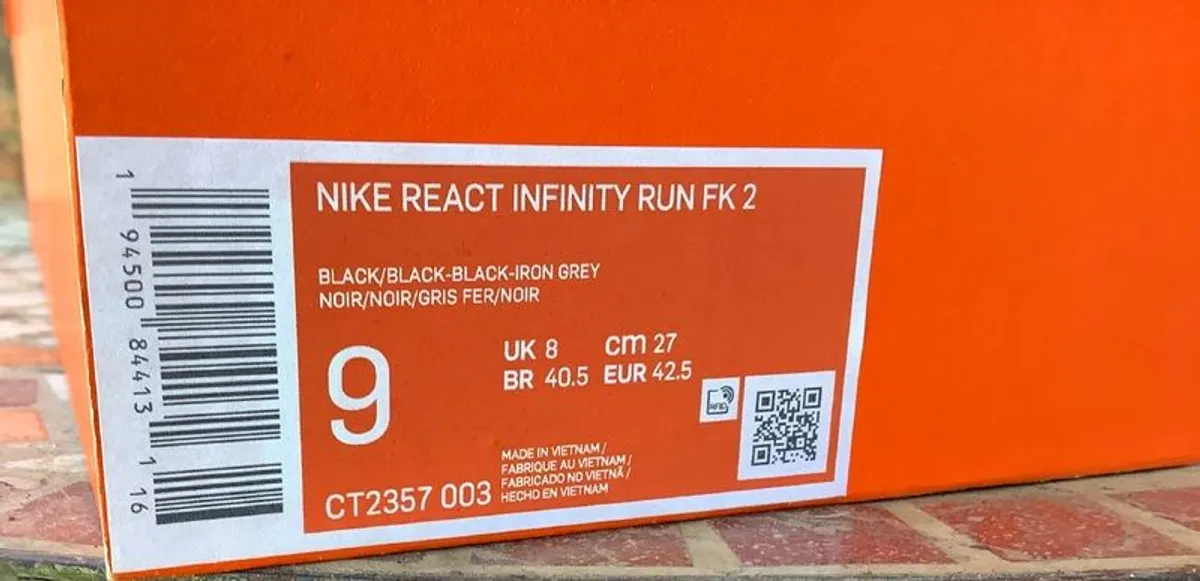 NIKE REACT INFINITY RUN FK 2
BLACK/BLACK-BLACK-IRON GREY
NOIR/NOIR/GRIS FER/NOIR
9
UK 8 cm 27
BR 40.5 EUR 42.5
MADE IN VIETNAM /
FABRIQUE AU VIETNAM /
FABRICADO NO VIETNÃ /
HECHO EN VIETNAM
CT2357 003
1 94500 84413 1 16
RFID